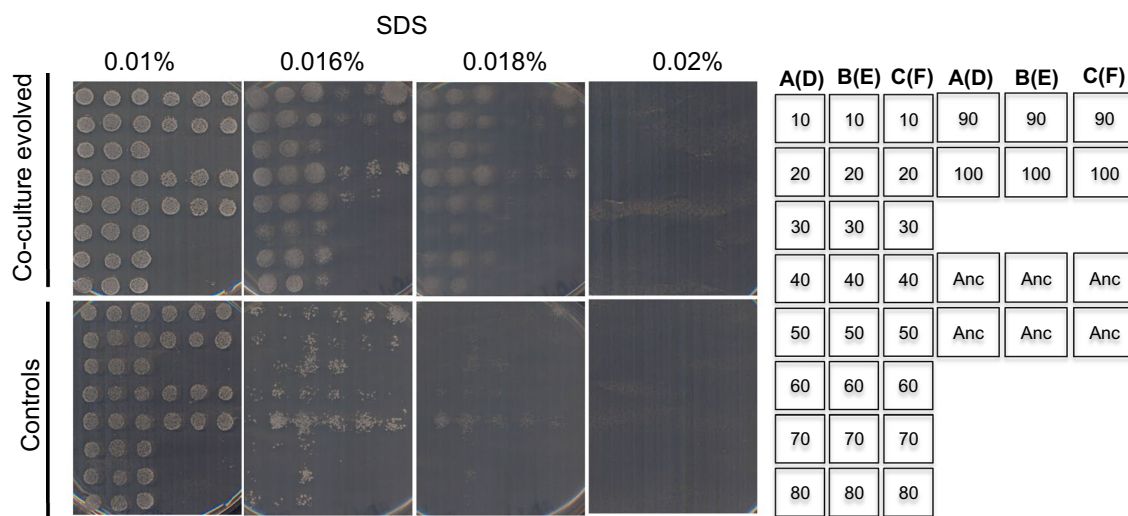 SDS
0.01% 0.016% 0.018% 0.02%
Co-culture evolved
Controls
A(D) B(E) C(F) A(D) B(E) C(F)
10 10 10 90 90 90
20 20 20 100 100 100
30 30 30
40 40 40 Anc Anc Anc
50 50 50 Anc Anc Anc
60 60 60
70 70 70
80 80 80